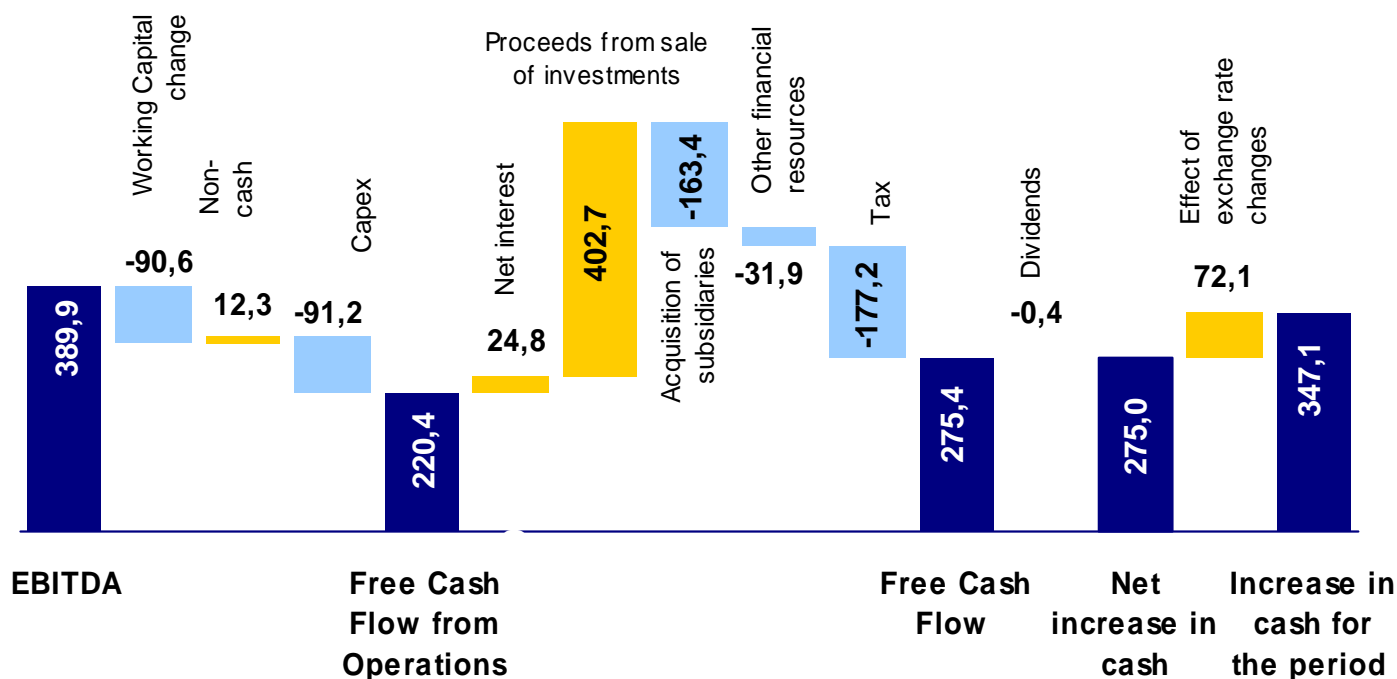 Working Capital
change
-90,6
Non-
cash
12,3
Capex
-91,2
Net interest
24,8
Proceeds from sale
of investments
402,7
-163,4
Acquisition of
subsidiaries
Other financial
resources
-31,9
Tax
-177,2
Dividends
-0,4
Effect of
exchange rate
changes
72,1
389,9
220,4
275,4
275,0
347,1
EBITDA
Free Cash
Flow from
Operations
Free Cash
Flow
Net
increase in
cash
Increase in
cash for
the period